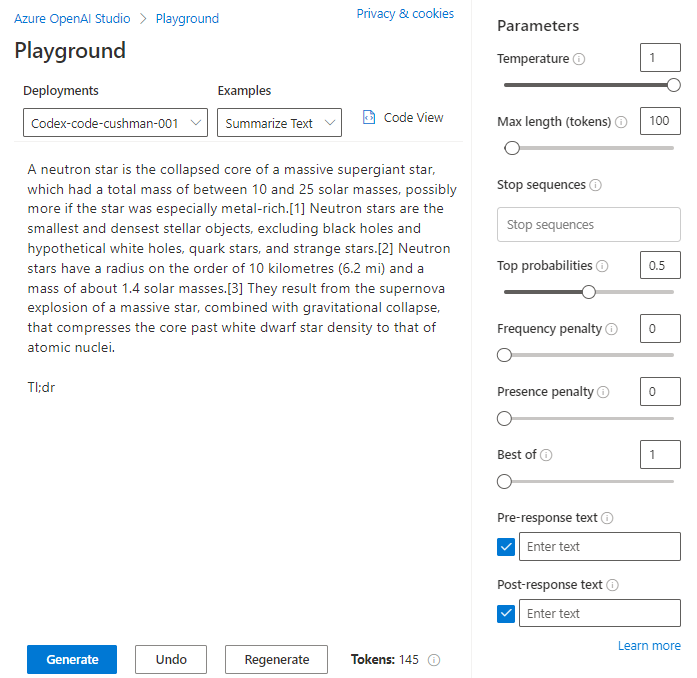 Azure OpenAI Studio > Playground
Privacy & cookies
Playground
Deployments
Examples
Codex-code-cushman-001
Summarize Text
Code View
A neutron star is the collapsed core of a massive supergiant star,
which had a total mass of between 10 and 25 solar masses, possibly
more if the star was especially metal-rich.[1] Neutron stars are the
smallest and densest stellar objects, excluding black holes and
hypothetical white holes, quark stars, and strange stars.[2] Neutron
stars have a radius on the order of 10 kilometres (6.2 mi) and a
mass of about 1.4 solar masses.[3] They result from the supernova
explosion of a massive star, combined with gravitational collapse,
that compresses the core past white dwarf star density to that of
atomic nuclei.
Tl;dr
Generate
Undo
Regenerate
Tokens: 145
Parameters
Temperature
1
Max length (tokens)
100
Stop sequences
Stop sequences
Top probabilities
0.5
Frequency penalty
0
Presence penalty
0
Best of
1
Pre-response text
Enter text
Post-response text
Enter text
Learn more